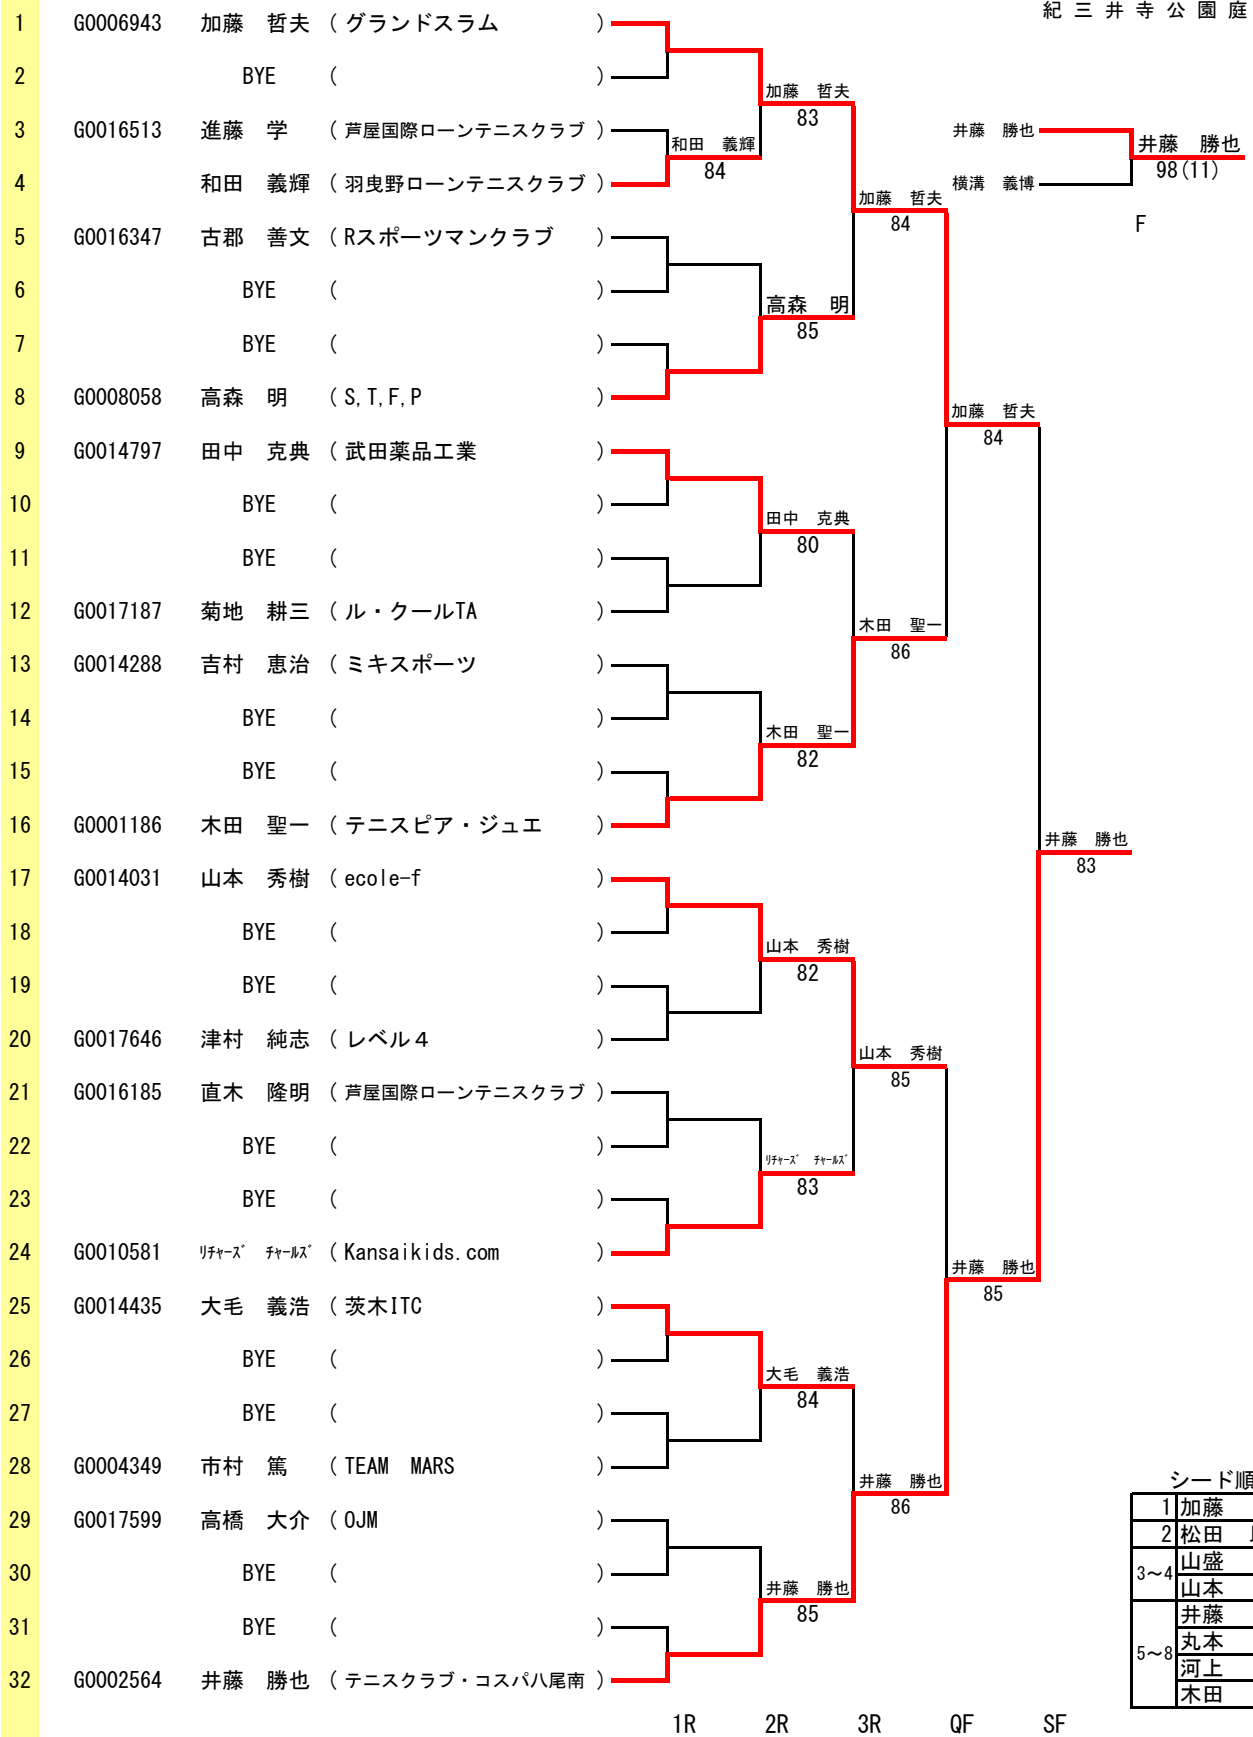 紀三井寺公園庭
1 G0006943 加藤 哲夫 ( グランドスラム )
2 BYE ( )
加藤 哲夫
83
3 G0016513 進藤 学 ( 芦屋国際ローンテニスクラブ )
和田 義輝
84
4 和田 義輝 ( 羽曳野ローンテニスクラブ )
井藤 勝也
井藤 勝也
98(11)
横溝 義博
F
加藤 哲夫
84
5 G0016347 古郡 善文 ( Rスポーツマンクラブ )
6 BYE ( )
高森 明
85
7 BYE ( )
8 G0008058 高森 明 ( S,T,F,P )
加藤 哲夫
84
9 G0014797 田中 克典 ( 武田薬品工業 )
10 BYE ( )
田中 克典
80
11 BYE ( )
12 G0017187 菊地 耕三 ( ル・クールTA )
木田 聖一
86
13 G0014288 吉村 恵治 ( ミキスポーツ )
14 BYE ( )
木田 聖一
82
15 BYE ( )
16 G0001186 木田 聖一 ( テニスピア・ジュエ )
井藤 勝也
83
17 G0014031 山本 秀樹 ( ecole-f )
18 BYE ( )
山本 秀樹
82
19 BYE ( )
20 G0017646 津村 純志 ( レベル４ )
山本 秀樹
85
21 G0016185 直木 隆明 ( 芦屋国際ローンテニスクラブ )
22 BYE ( )
ﾘﾁｬｰｽﾞ ﾁｬｰﾙｽﾞ
83
23 BYE ( )
24 G0010581 ﾘﾁｬｰｽﾞ ﾁｬｰﾙｽﾞ ( Kansaikids.com )
井藤 勝也
85
25 G0014435 大毛 義浩 ( 茨木ITC )
26 BYE ( )
大毛 義浩
84
27 BYE ( )
28 G0004349 市村 篤 ( TEAM MARS )
井藤 勝也
86
29 G0017599 高橋 大介 ( OJM )
30 BYE ( )
井藤 勝也
85
31 BYE ( )
32 G0002564 井藤 勝也 ( テニスクラブ・コスパ八尾南 )
シード順
1 加藤
2 松田
3～4 山盛
山本
5～8 井藤
丸本
河上
木田
1R 2R 3R QF SF